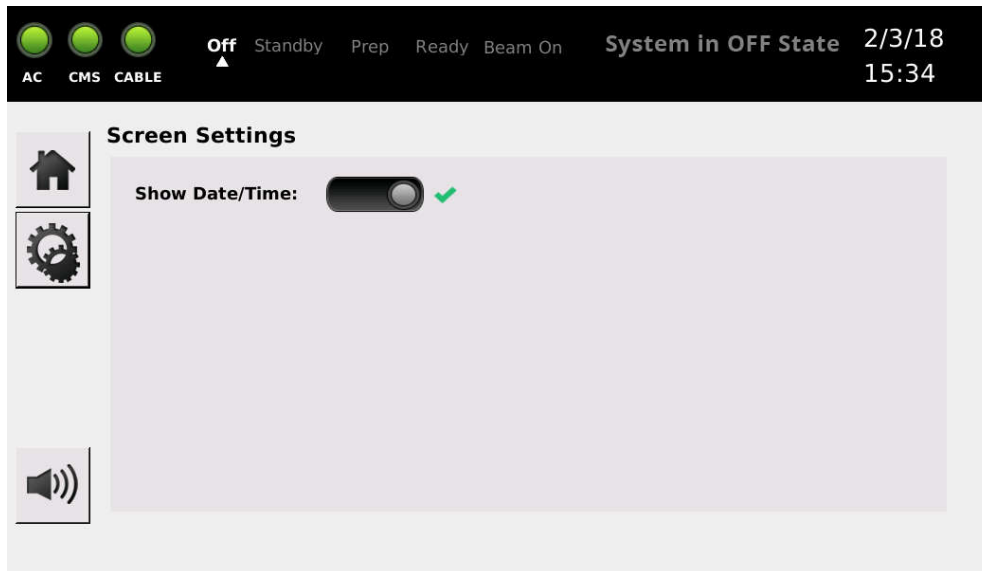 Off Standby Prep Ready Beam On System in OFF State 2/3/18
AC CMS CABLE 15:34
Screen Settings
Show Date/Time: